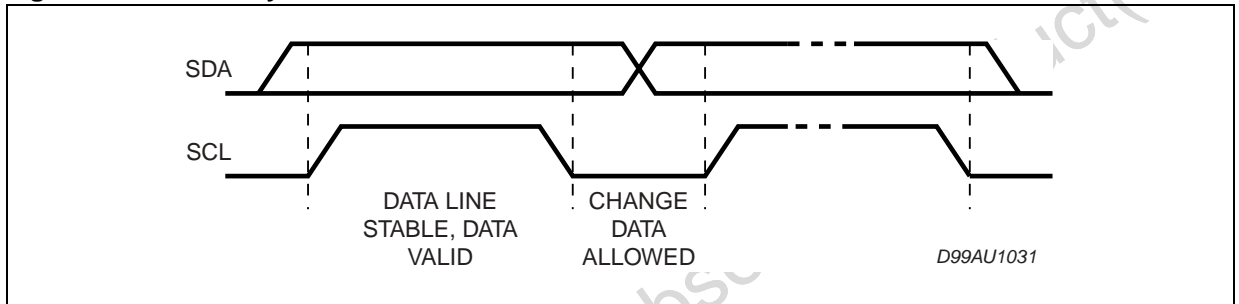 SDA
SCL
DATA LINE
STABLE, DATA
VALID
CHANGE
DATA
ALLOWED
D99AU1031